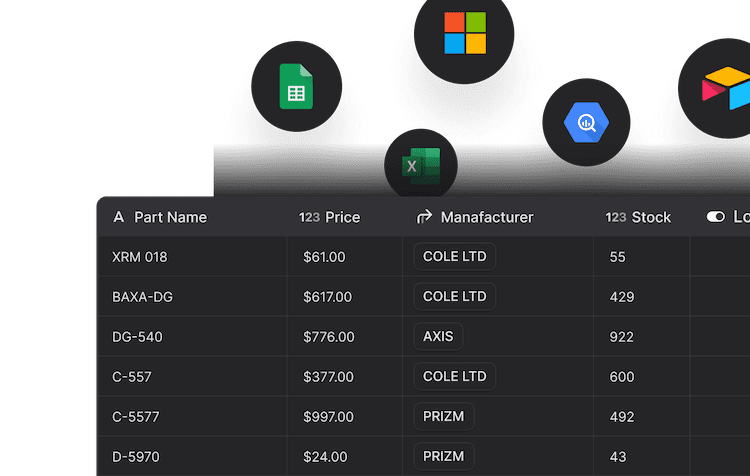 X
A Part Name 123 Price Manafacturer 123 Stock Lo
XRM 018 $61.00 COLE LTD 55
BAXA-DG $617.00 COLE LTD 429
DG-540 $776.00 AXIS 922
C-557 $377.00 COLE LTD 600
C-5577 $997.00 PRIZM 492
D-5970 $24.00 PRIZM 43